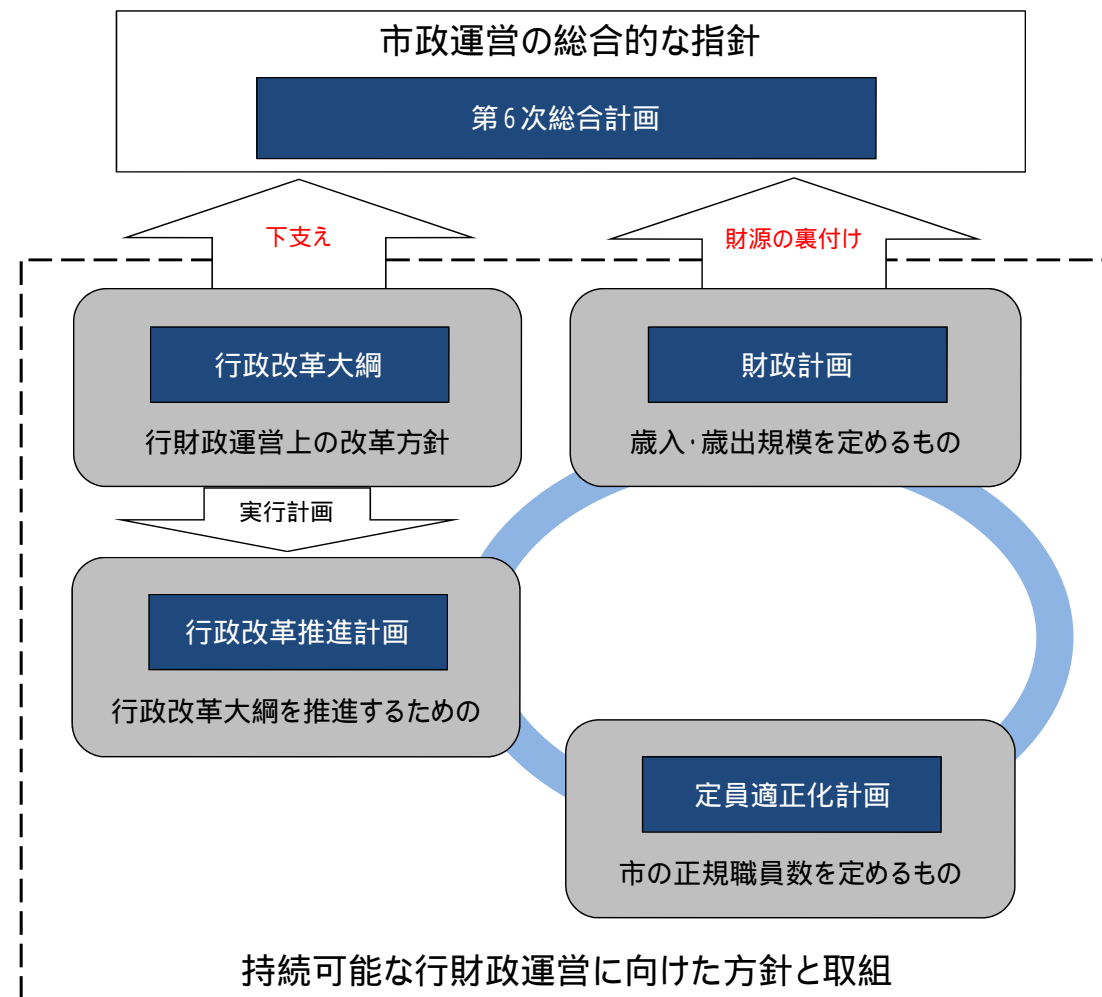 市政運営の総合的な指針
第6次総合計画
下支え
財源の裏付け
行政改革大綱
行財政運営上の改革方針
財政計画
歳入・歳出規模を定めるもの
実行計画
行政改革推進計画
行政改革大綱を推進するための
定員適正化計画
市の正規職員数を定めるもの
持続可能な行財政運営に向けた方針と取組